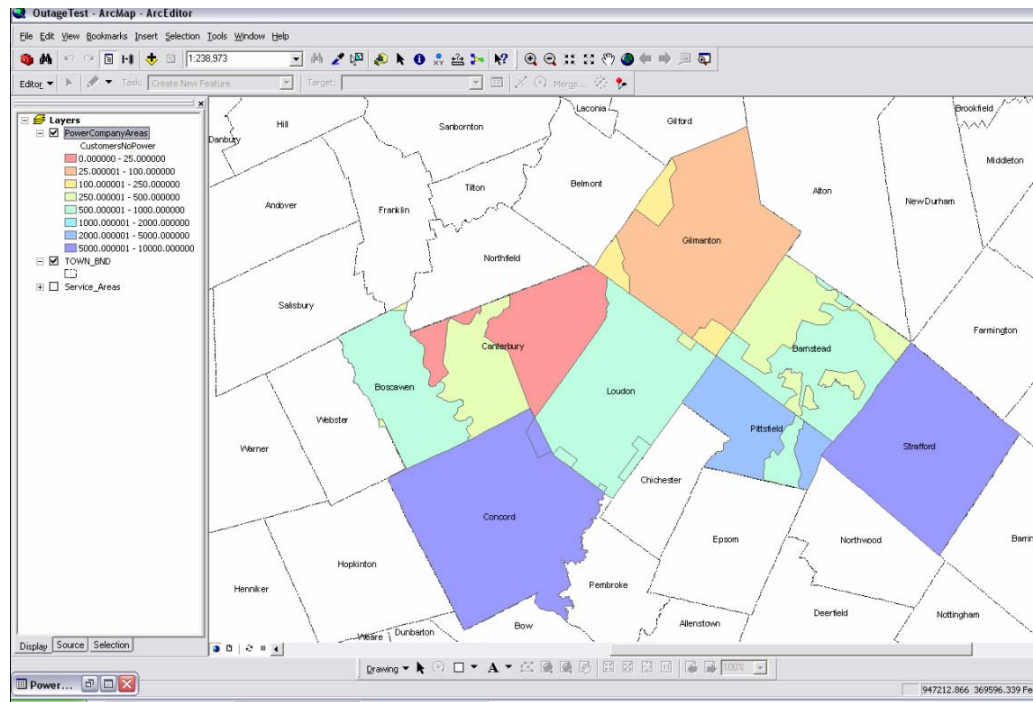 OutageTest - ArcMap - ArcEditor
File Edit View Bookmarks Insert Selection Tools Window Help
1:238,973
Editor Task: Create New Feature Target: Merge...
Layers
PowerCompanyAreas
CustomersNoPower
0.000000 - 25.000000
25.000001 - 100.000000
100.000001 - 250.000000
250.000001 - 500.000000
500.000001 - 1000.000000
1000.000001 - 2000.000000
2000.000001 - 5000.000000
5000.000001 - 10000.000000
TOWN_BND
Service_Areas
Laconia
Brookfield
Hill
Sanbornton
Gilford
Danbury
Middleton
Tilton
Belmont
Alton
Andover
Franklin
New Durham
Gilmanton
Northfield
Salisbury
Farmington
Canterbury
Barnstead
Boscawen
Loudon
Webster
Pittsfield
Warner
Strafford
Chichester
Concord
Epsom
Northwood
Barrin
Hopkinton
Henniker
Pembroke
Deerfield
Nottingham
Bow
Allenstown
Weare
Dunbarton
Display Source Selection
Drawing A 100%
Power...
947212.866 369596.339 Fe